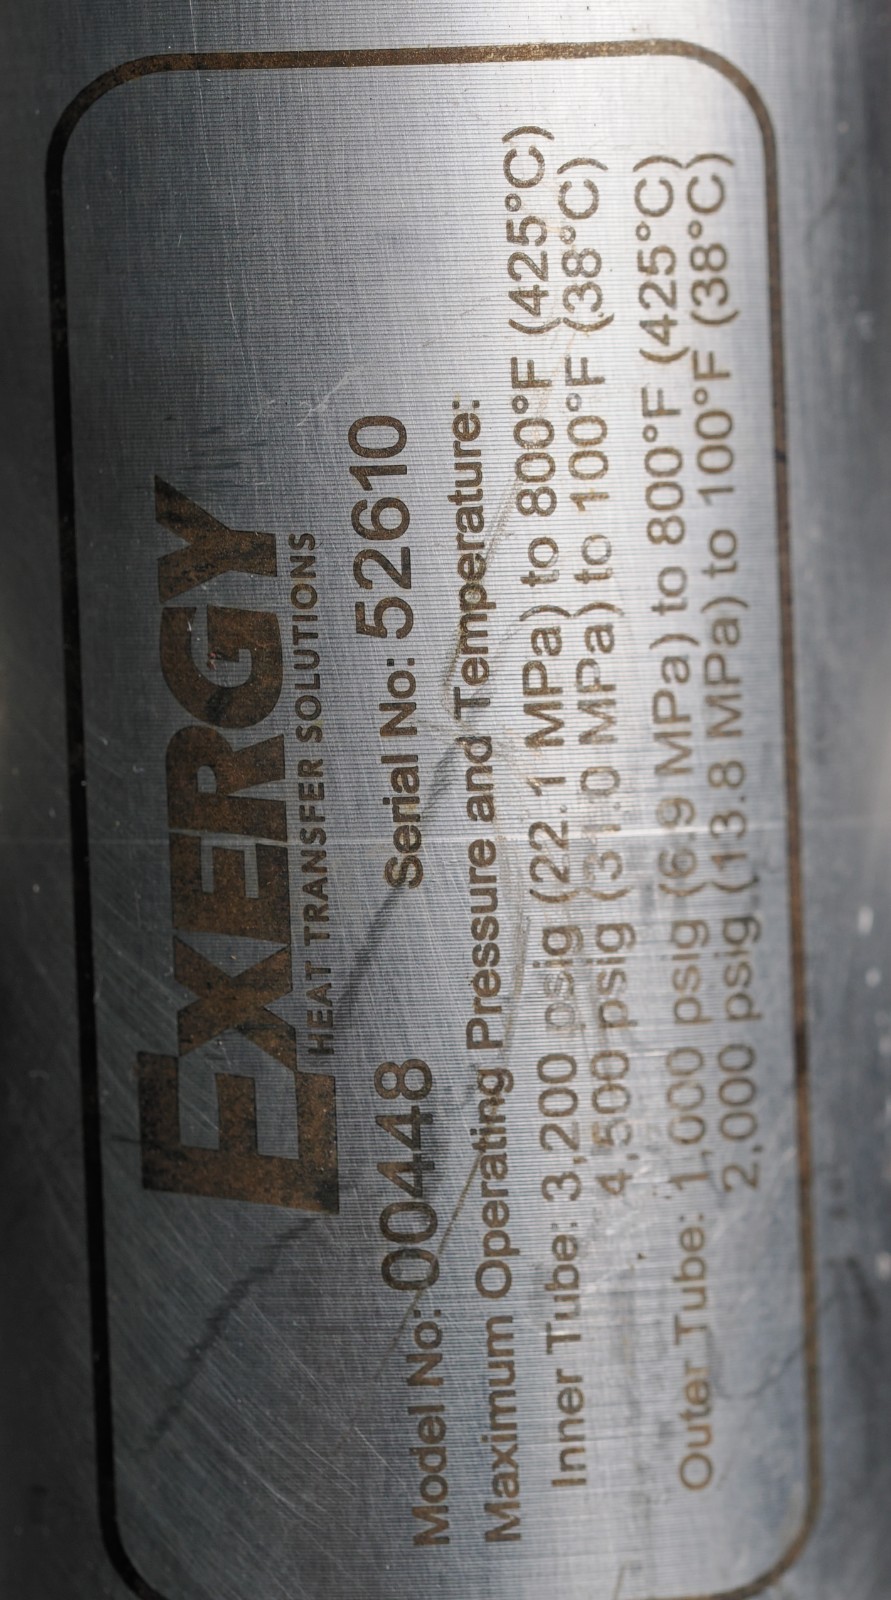 EXERGY
HEAT TRANSFER SOLUTIONS
Model No: 00448 Serial No: 52610
Maximum Operating Pressure and Temperature:
Inner Tube: 3,200 psig (22.1 MPa) to 800°F (425°C)
4,500 psig (31.0 MPa) to 100°F (38°C)
Outer Tube: 1,000 psig (6.9 MPa) to 800°F (425°C)
2,000 psig (13.8 MPa) to 100°F (38°C)